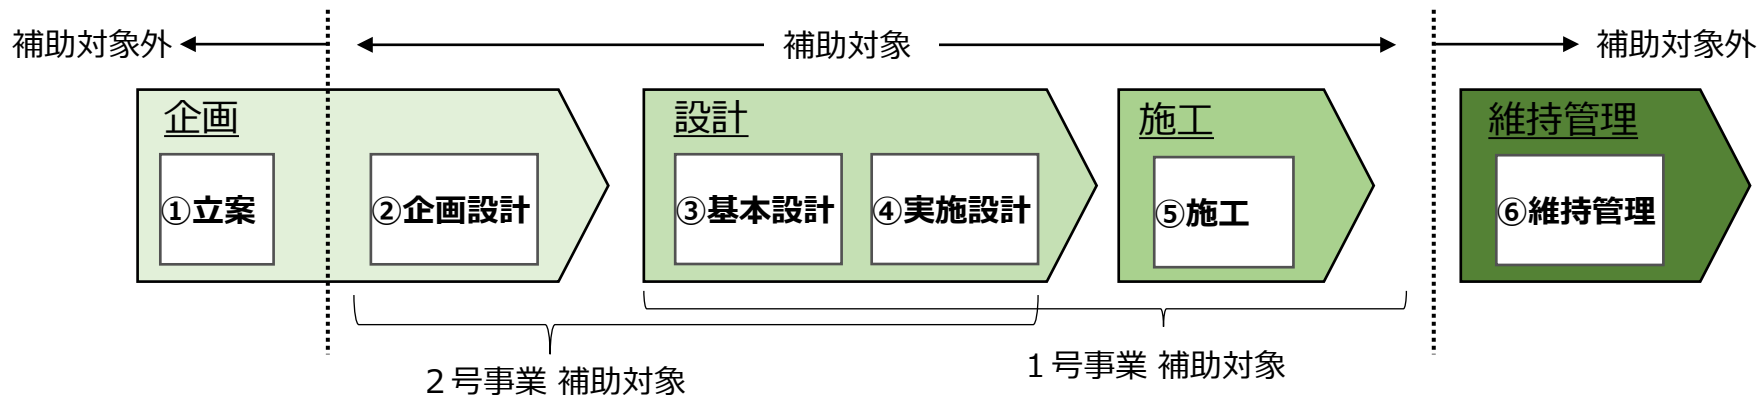 補助対象外
補助対象
補助対象外
企画
①立案
②企画設計
設計
③基本設計
④実施設計
施工
⑤施工
維持管理
⑥維持管理
２号事業 補助対象
１号事業 補助対象